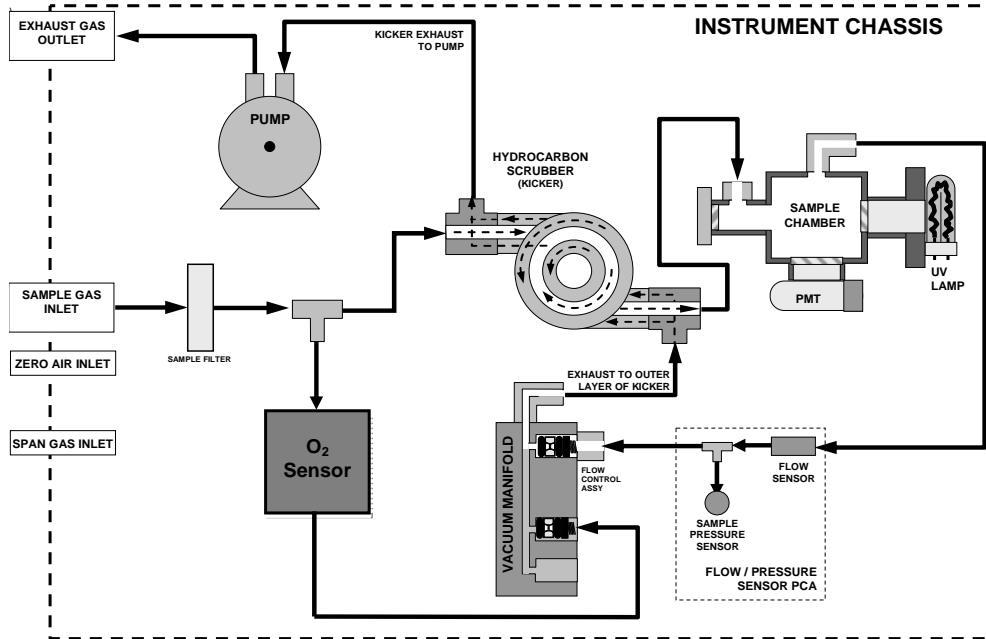 INSTRUMENT CHASSIS
EXHAUST GAS
OUTLET
KICKER EXHAUST
TO PUMP
PUMP
HYDROCARBON
SCRUBBER
(KICKER)
SAMPLE
CHAMBER
UV
LAMP
PMT
SAMPLE GAS
INLET
SAMPLE FILTER
ZERO AIR INLET
EXHAUST TO OUTER
LAYER OF KICKER
SPAN GAS INLET
O₂
Sensor
VACUUM MANIFOLD
FLOW
CONTROL
ASSY
FLOW
SENSOR
SAMPLE
PRESSURE
SENSOR
FLOW / PRESSURE
SENSOR PCA